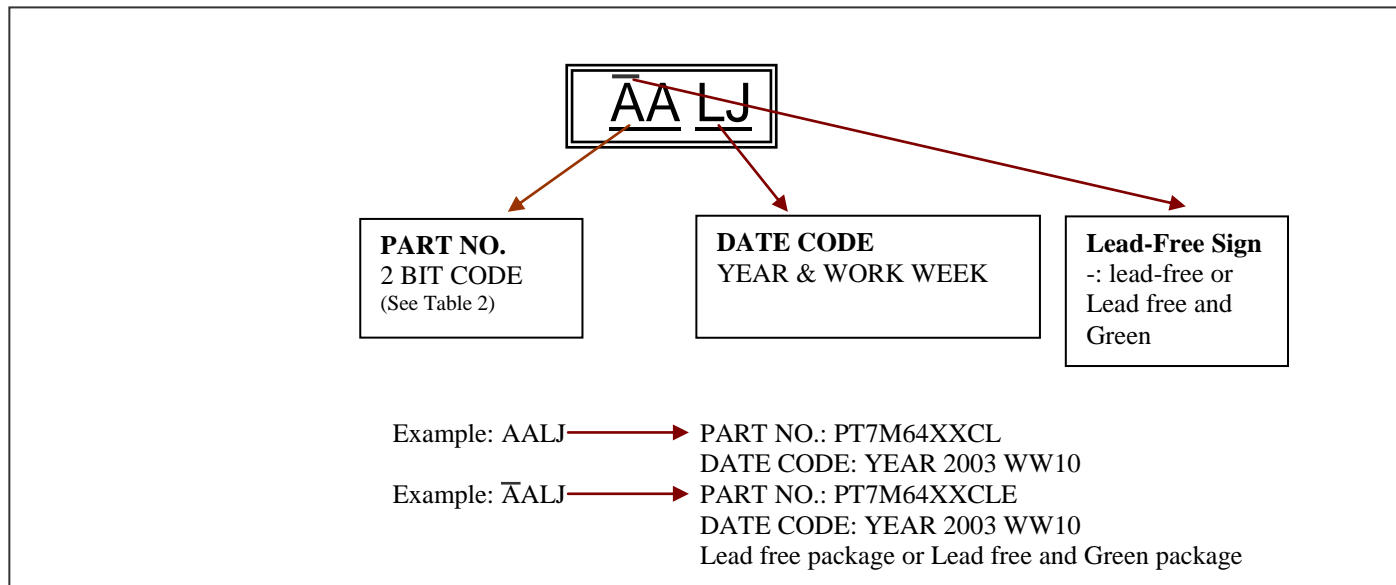 A̅A LJ
PART NO.
2 BIT CODE
(See Table 2)
DATE CODE
YEAR & WORK WEEK
Lead-Free Sign
-: lead-free or
Lead free and
Green
Example: AALJ PART NO.: PT7M64XXCL
DATE CODE: YEAR 2003 WW10
Example: A̅ALJ PART NO.: PT7M64XXCLE
DATE CODE: YEAR 2003 WW10
Lead free package or Lead free and Green package